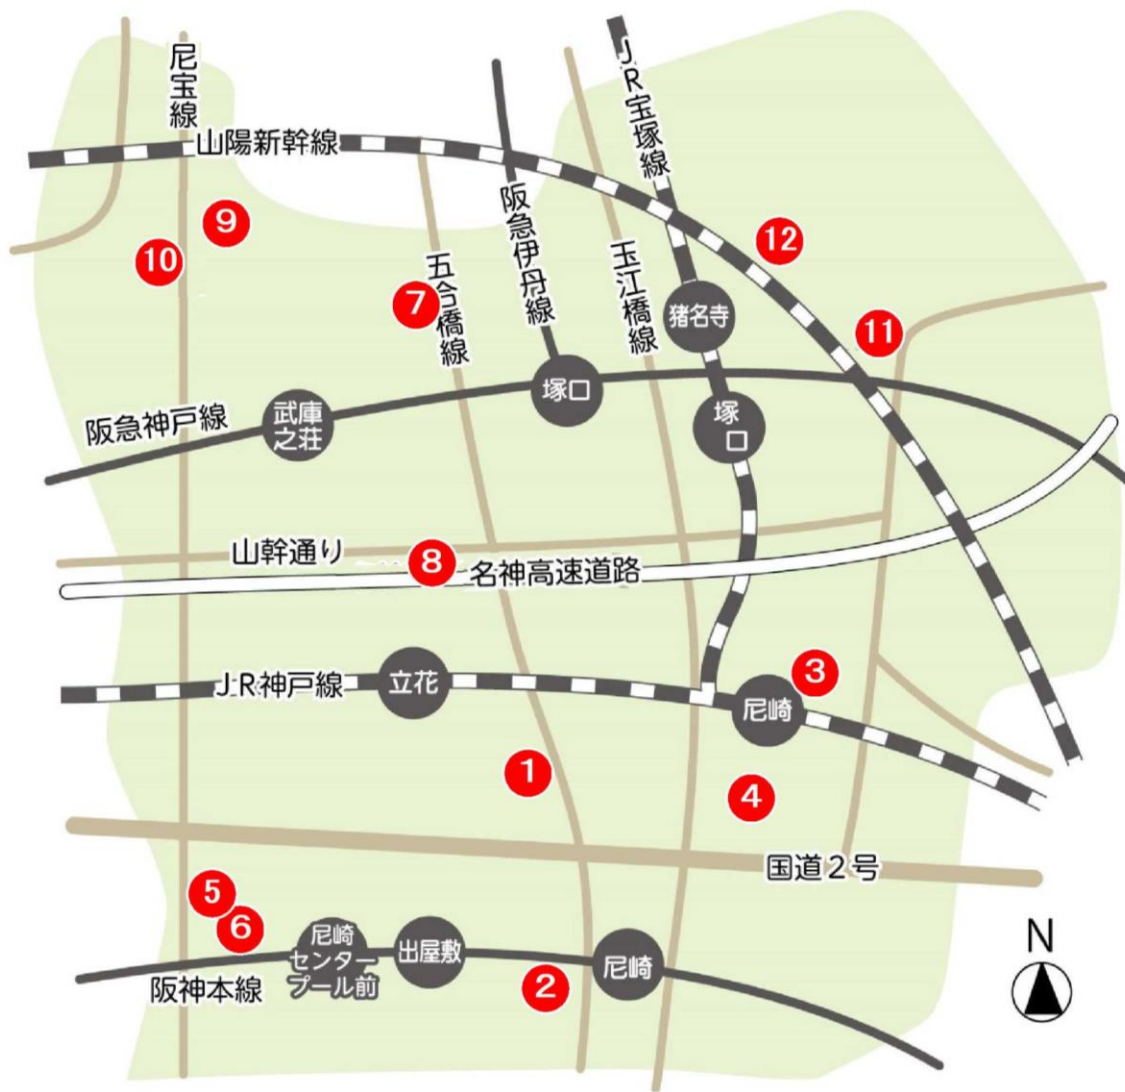 尼宝線
山陽新幹線
JR宝塚線
阪急伊丹線
五合橋線
玉江橋線
9
10
7
12
11
猪名寺
塚口
塚
口
武庫
之荘
阪急神戸線
山幹通り
8
名神高速道路
JR神戸線
立花
3
尼崎
1
4
国道2号
5
6
尼崎
センター
プール前
出屋敷
尼崎
2
阪神本線
N